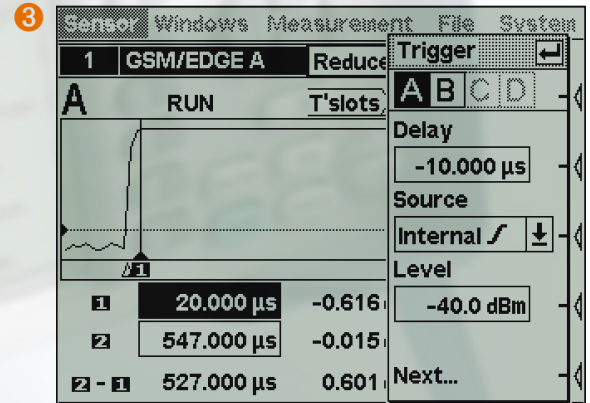 3
Sensor Windows Measurement File System
1 GSM/EDGE A Reduce
A RUN T'slots
1
1 20.000 µs -0.616
2 547.000 µs -0.015
2 - 1 527.000 µs 0.601
Trigger
A B C D
Delay
-10.000 µs
Source
Internal
Level
-40.0 dBm
Next...